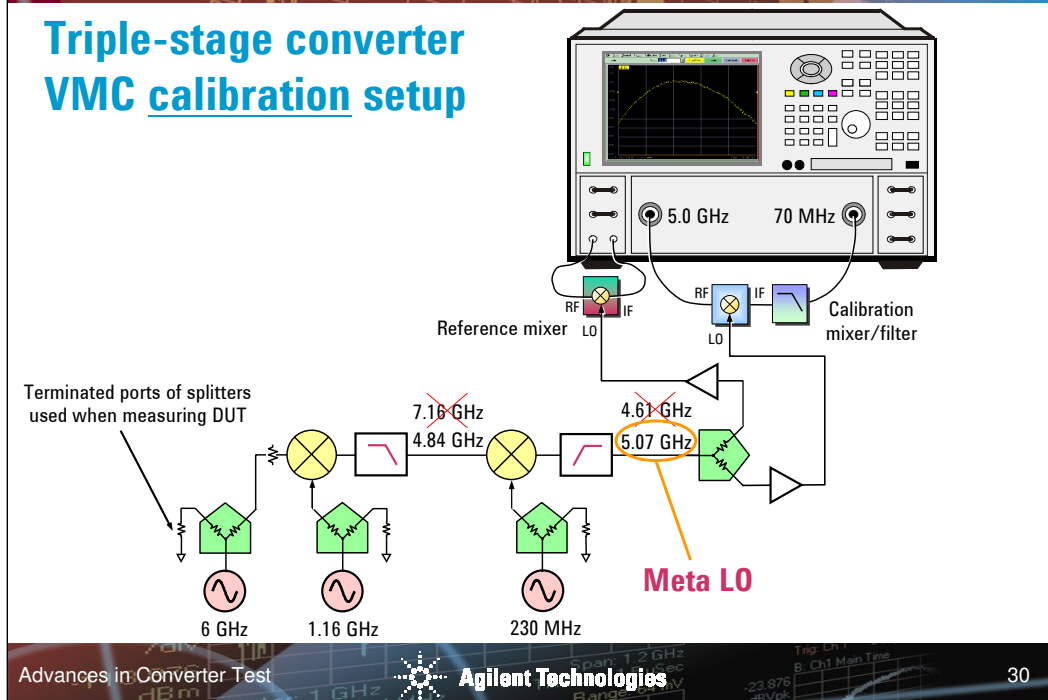 Triple-stage converter
VMC calibration setup
5.0 GHz
70 MHz
RF
IF
LO
Reference mixer
RF
IF
LO
Calibration
mixer/filter
Terminated ports of splitters
used when measuring DUT
7.16 GHz
4.84 GHz
4.61 GHz
5.07 GHz
Meta LO
6 GHz
1.16 GHz
230 MHz
Advances in Converter Test
Agilent Technologies
30